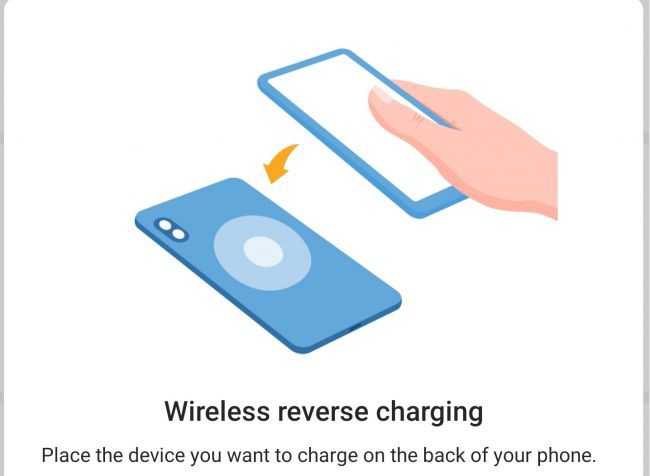 Wireless reverse charging
Place the device you want to charge on the back of your phone.